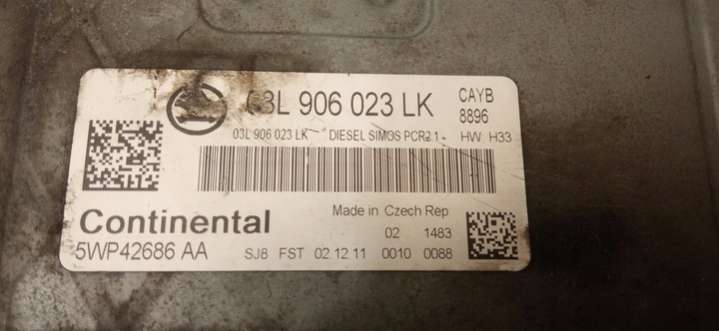 03L 906 023 LK
CAYB
8896
03L 906 023 LK DIESEL SIMOS PCR2.1 HW H33
Continental
Made in Czech Rep
02 1483
5WP42686 AA
SJ8 FST 02.12.11 0010 0088